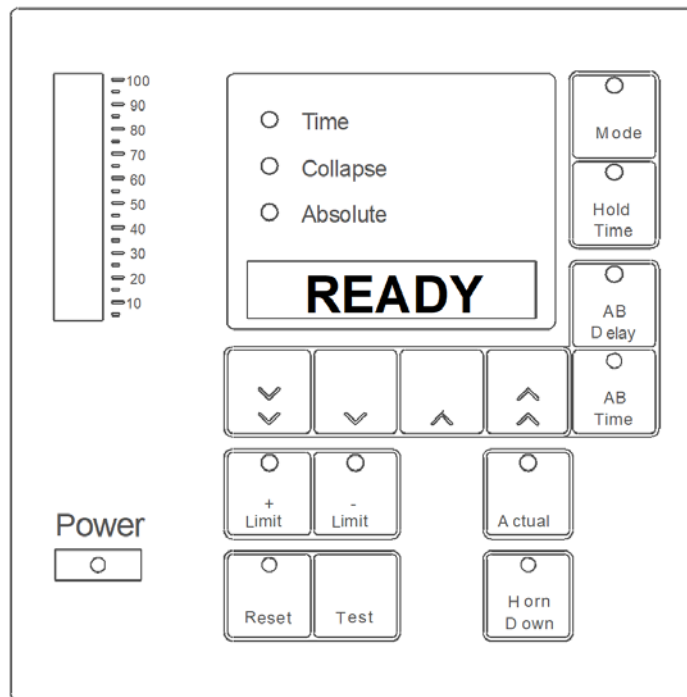 100
90
80
70
60
50
40
30
20
10
Time
Collapse
Absolute
READY
Mode
Hold
Time
AB
Delay
AB
Time
+
Limit
-
Limit
Actual
Power
Reset
Test
Horn
Down